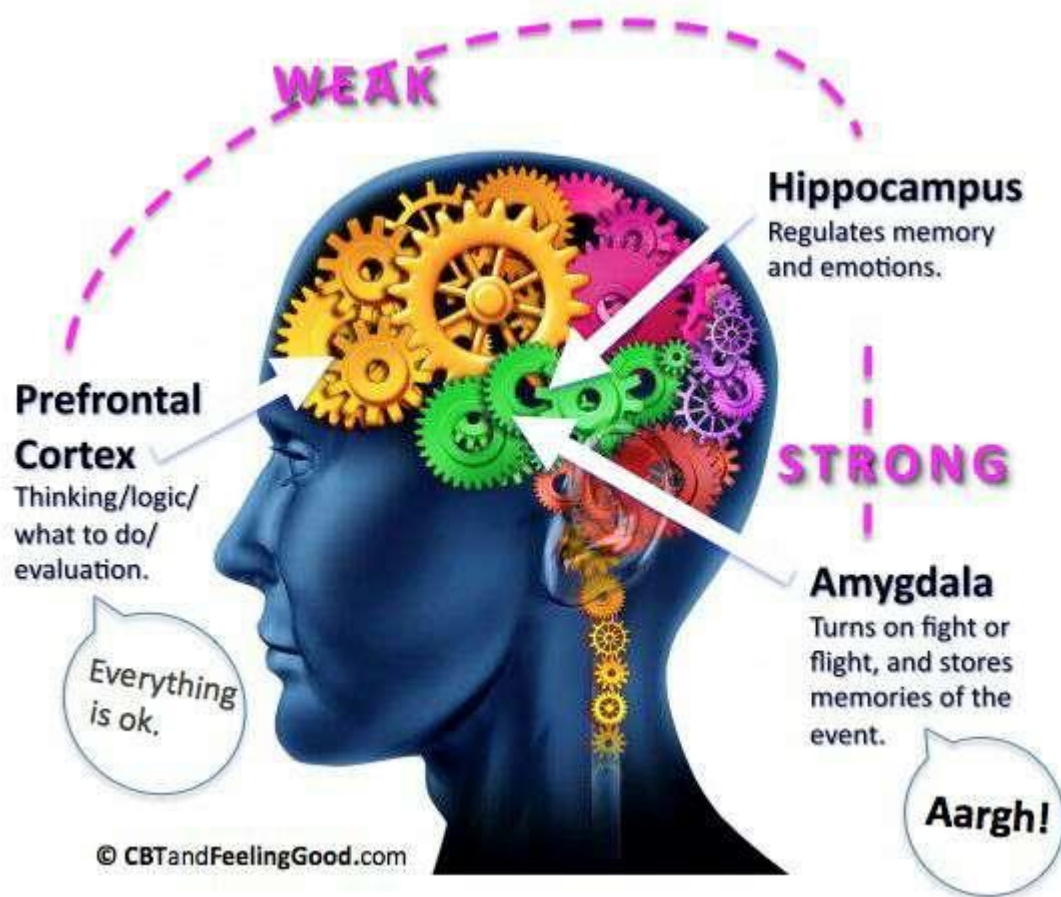 WEAK
Hippocampus
Regulates memory
and emotions.
Prefrontal
Cortex
Thinking/logic/
what to do/
evaluation.
Everything
is ok.
STRONG
Amygdala
Turns on fight or
flight, and stores
memories of the
event.
Aargh!
© CBTandFeelingGood.com